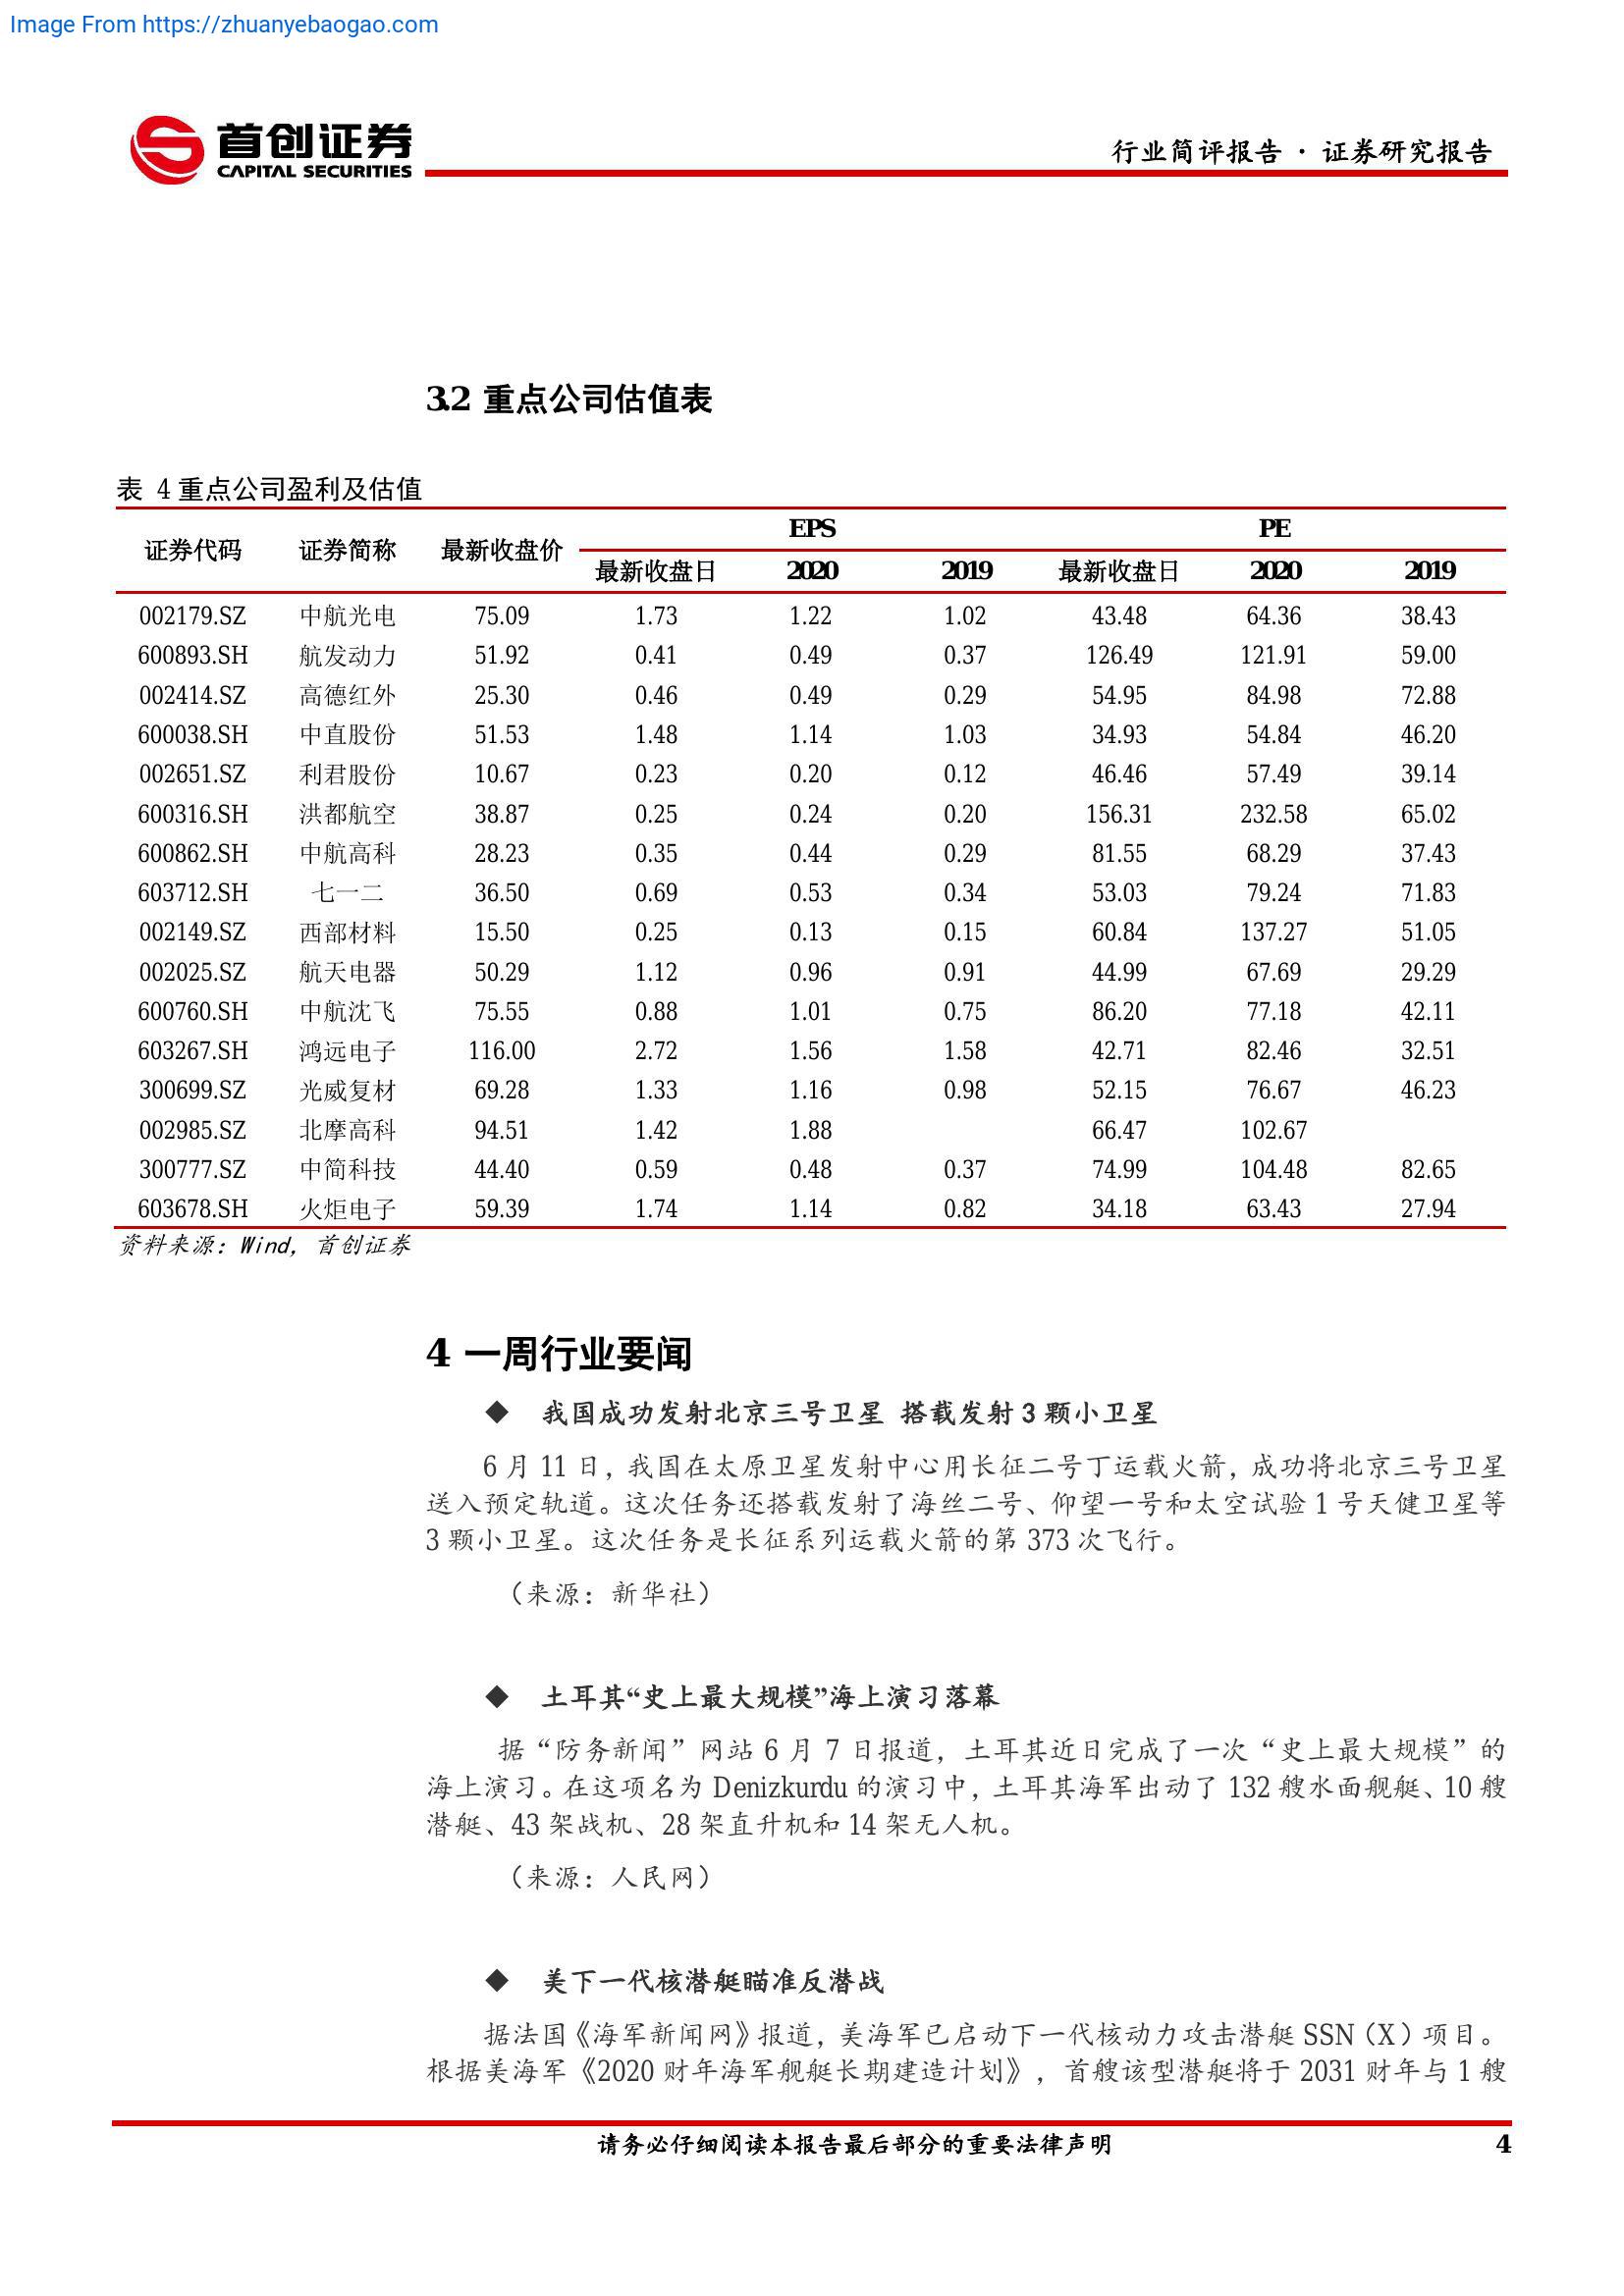 Image From https://zhuanyebaogao.com
首创证券
CAPITAL SECURITIES
行业简评报告 · 证券研究报告
3.2 重点公司估值表
表 4 重点公司盈利及估值
证券代码 证券简称 最新收盘价 EPS PE
最新收盘日 2020 2019 最新收盘日 2020 2019
002179.SZ 中航光电 75.09 1.73 1.22 1.02 43.48 64.36 38.43
600893.SH 航发动力 51.92 0.41 0.49 0.37 126.49 121.91 59.00
002414.SZ 高德红外 25.30 0.46 0.49 0.29 54.95 84.98 72.88
600038.SH 中直股份 51.53 1.48 1.14 1.03 34.93 54.84 46.20
002651.SZ 利君股份 10.67 0.23 0.20 0.12 46.46 57.49 39.14
600316.SH 洪都航空 38.87 0.25 0.24 0.20 156.31 232.58 65.02
600862.SH 中航高科 28.23 0.35 0.44 0.29 81.55 68.29 37.43
603712.SH 七一二 36.50 0.69 0.53 0.34 53.03 79.24 71.83
002149.SZ 西部材料 15.50 0.25 0.13 0.15 60.84 137.27 51.05
002025.SZ 航天电器 50.29 1.12 0.96 0.91 44.99 67.69 29.29
600760.SH 中航沈飞 75.55 0.88 1.01 0.75 86.20 77.18 42.11
603267.SH 鸿远电子 116.00 2.72 1.56 1.58 42.71 82.46 32.51
300699.SZ 光威复材 69.28 1.33 1.16 0.98 52.15 76.67 46.23
002985.SZ 北摩高科 94.51 1.42 1.88 66.47 102.67
300777.SZ 中简科技 44.40 0.59 0.48 0.37 74.99 104.48 82.65
603678.SH 火炬电子 59.39 1.74 1.14 0.82 34.18 63.43 27.94
资料来源：Wind，首创证券
4 一周行业要闻
◆ 我国成功发射北京三号卫星 搭载发射 3 颗小卫星
6 月 11 日，我国在太原卫星发射中心用长征二号丁运载火箭，成功将北京三号卫星
送入预定轨道。这次任务还搭载发射了海丝二号、仰望一号和太空试验 1 号天健卫星等
3 颗小卫星。这次任务是长征系列运载火箭的第 373 次飞行。
（来源：新华社）
◆ 土耳其“史上最大规模”海上演习落幕
据“防务新闻”网站 6 月 7 日报道，土耳其近日完成了一次“史上最大规模”的
海上演习。在这项名为 Denizkurdu 的演习中，土耳其海军出动了 132 艘水面舰艇、10 艘
潜艇、43 架战机、28 架直升机和 14 架无人机。
（来源：人民网）
◆ 美下一代核潜艇瞄准反潜战
据法国《海军新闻网》报道，美海军已启动下一代核动力攻击潜艇 SSN（X）项目。
根据美海军《2020 财年海军舰艇长期建造计划》，首艘该型潜艇将于 2031 财年与 1 艘
请务必仔细阅读本报告最后部分的重要法律声明 4